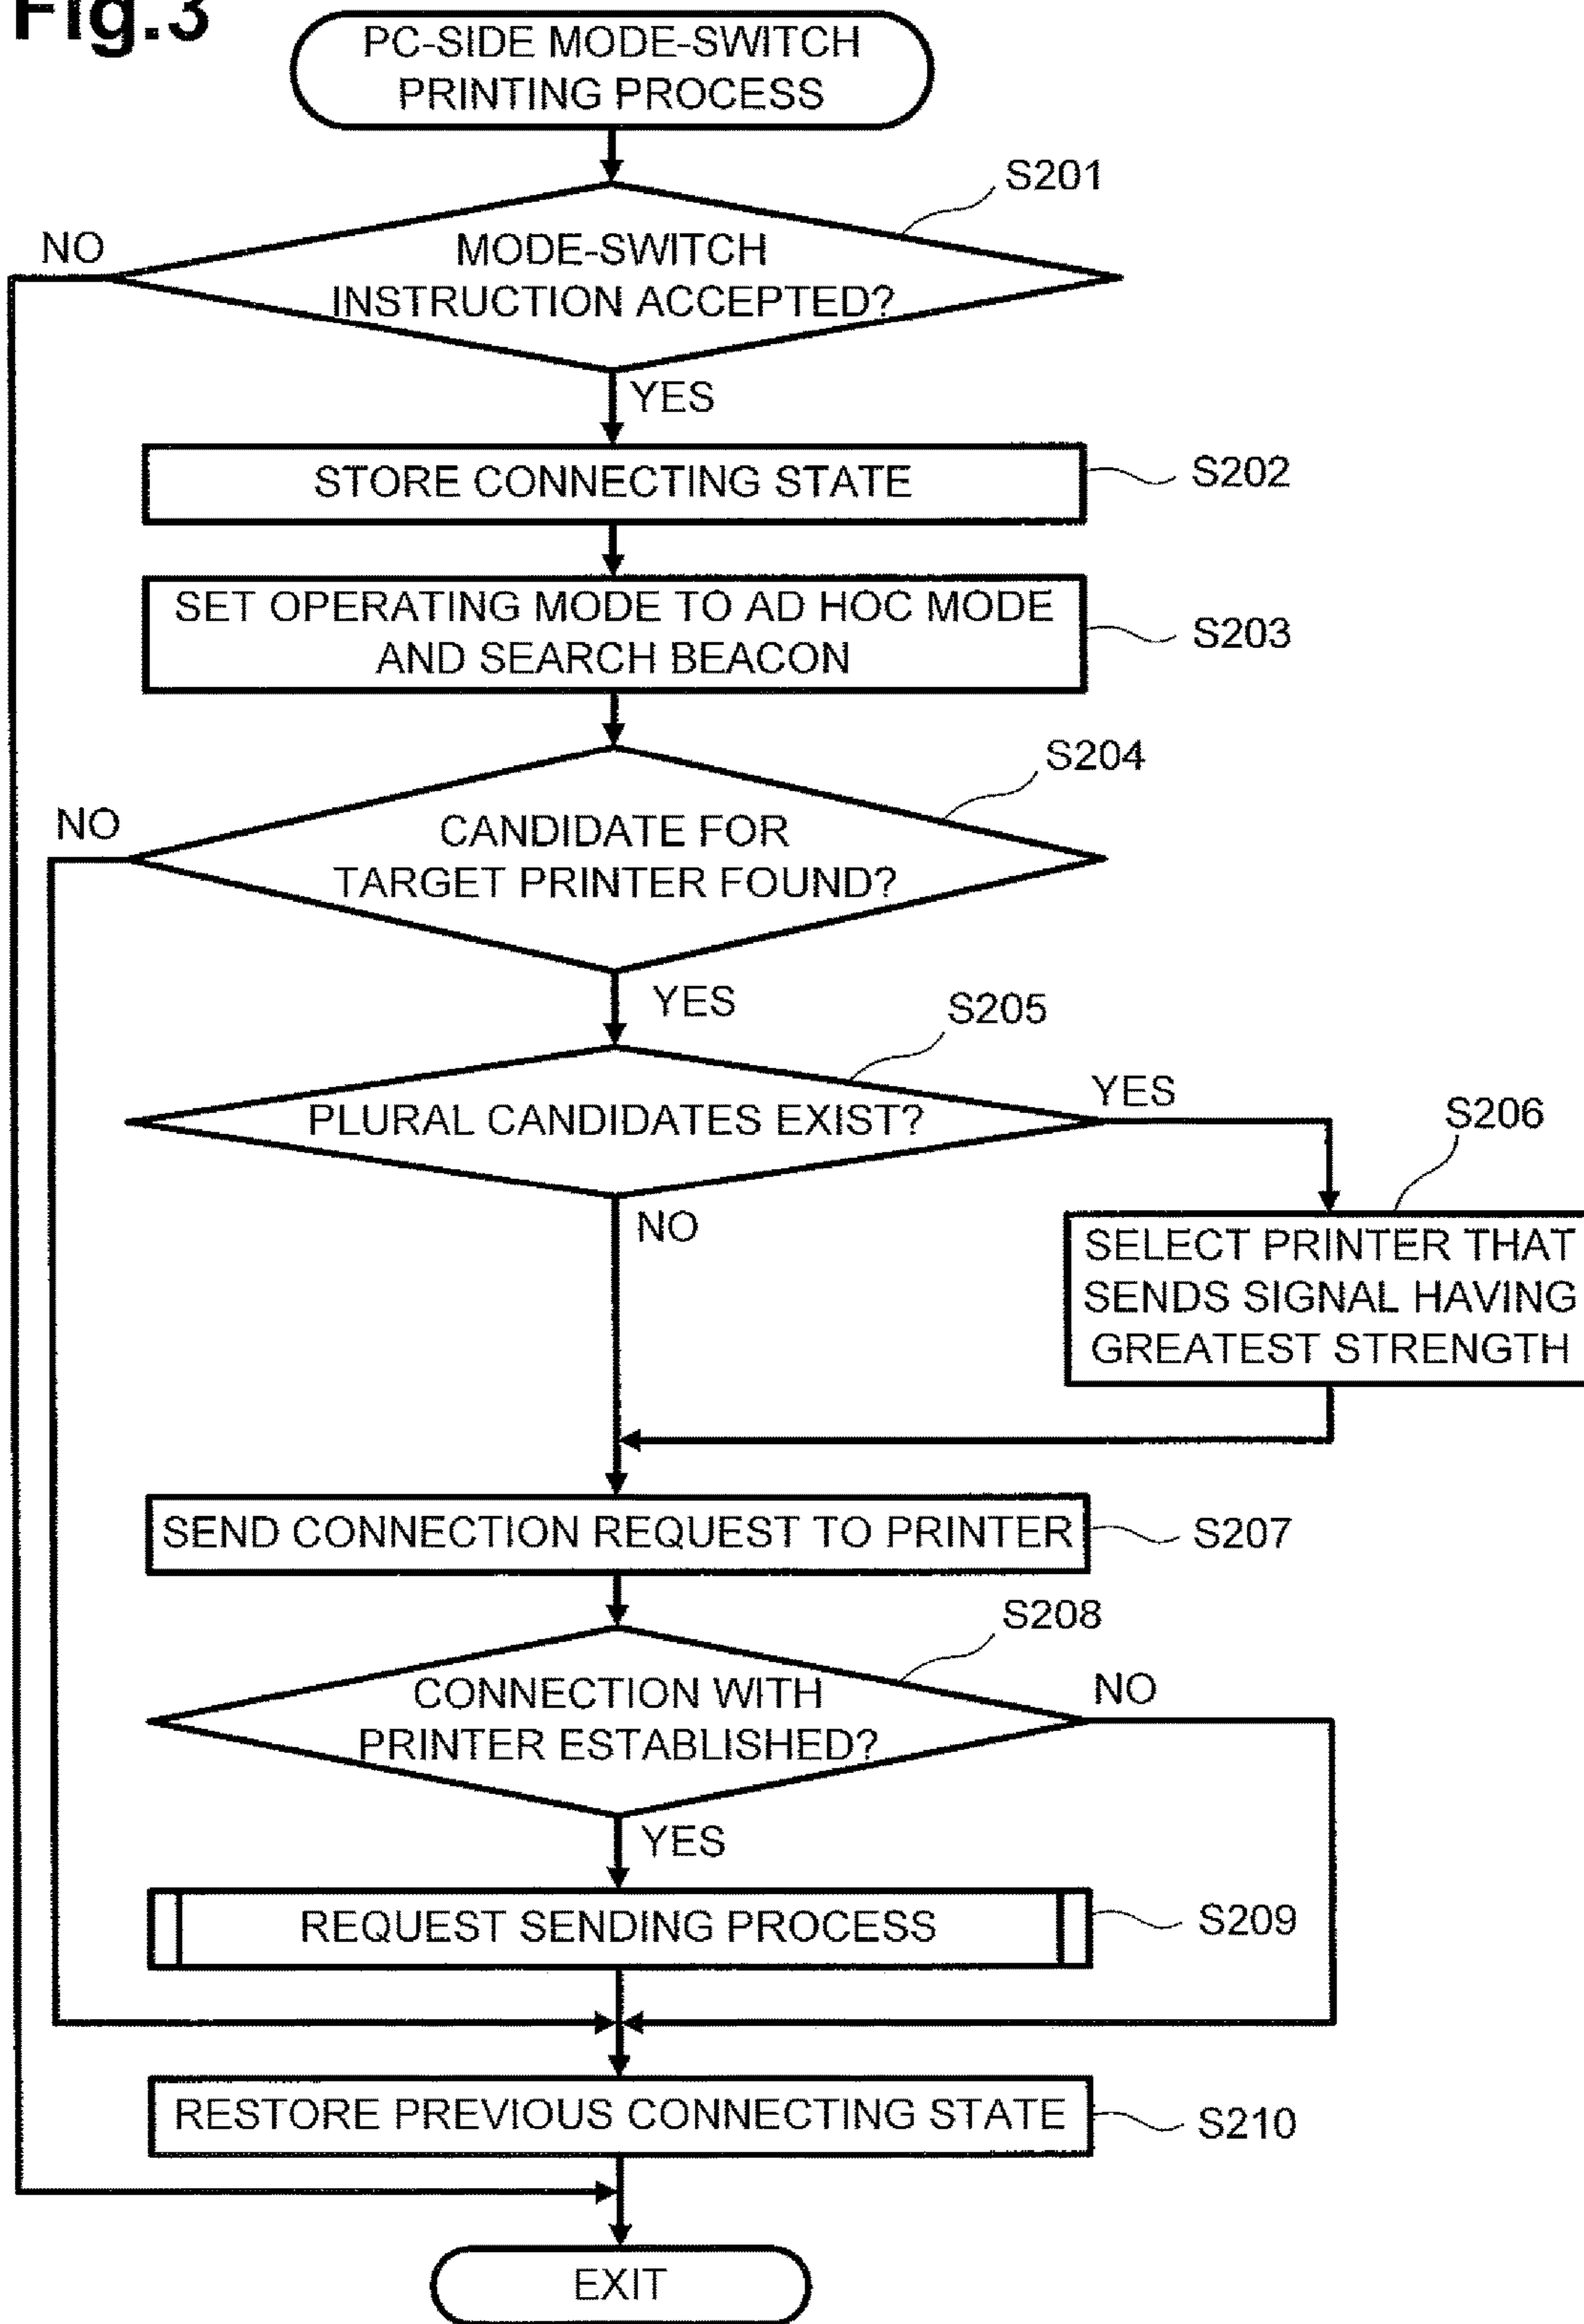 Fig.3
PC-SIDE MODE-SWITCH
PRINTING PROCESS
S201
NO
MODE-SWITCH
INSTRUCTION ACCEPTED?
YES
STORE CONNECTING STATE
S202
SET OPERATING MODE TO AD HOC MODE
AND SEARCH BEACON
S203
S204
NO
CANDIDATE FOR
TARGET PRINTER FOUND?
YES
S205
PLURAL CANDIDATES EXIST?
YES
S206
NO
SELECT PRINTER THAT
SENDS SIGNAL HAVING
GREATEST STRENGTH
SEND CONNECTION REQUEST TO PRINTER
S207
S208
CONNECTION WITH
PRINTER ESTABLISHED?
NO
YES
REQUEST SENDING PROCESS
S209
RESTORE PREVIOUS CONNECTING STATE
S210
EXIT